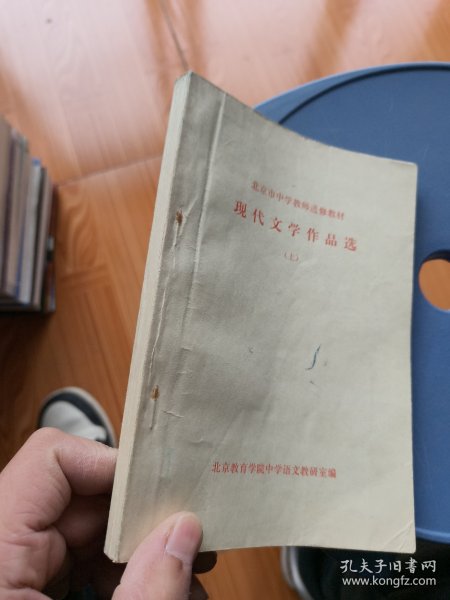 北京市中学教师进修教材
现代文学作品选
（上）
北京教育学院中学语文教研室编
孔夫子旧书网
www.kongfz.com